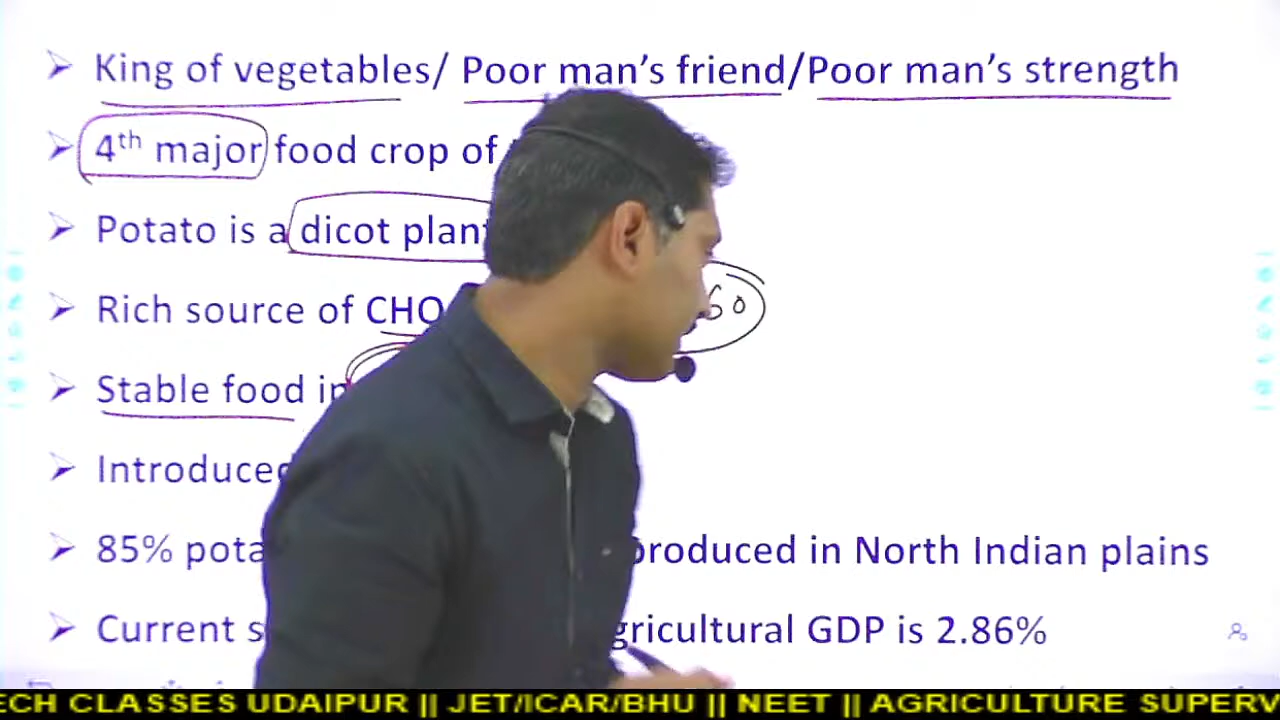 ➢ King of vegetables/ Poor man's friend/Poor man's strength
➢ 4th major food crop of
➢ Potato is a dicot plant
➢ Rich source of CHO
60
➢ Stable food in
➢ Introduced
➢ 85% produced in North Indian plains
➢ Current gricultural GDP is 2.86%
ECH CLASSES UDAIPUR || JET/ICAR/BHU || NEET || AGRICULTURE SUPERV